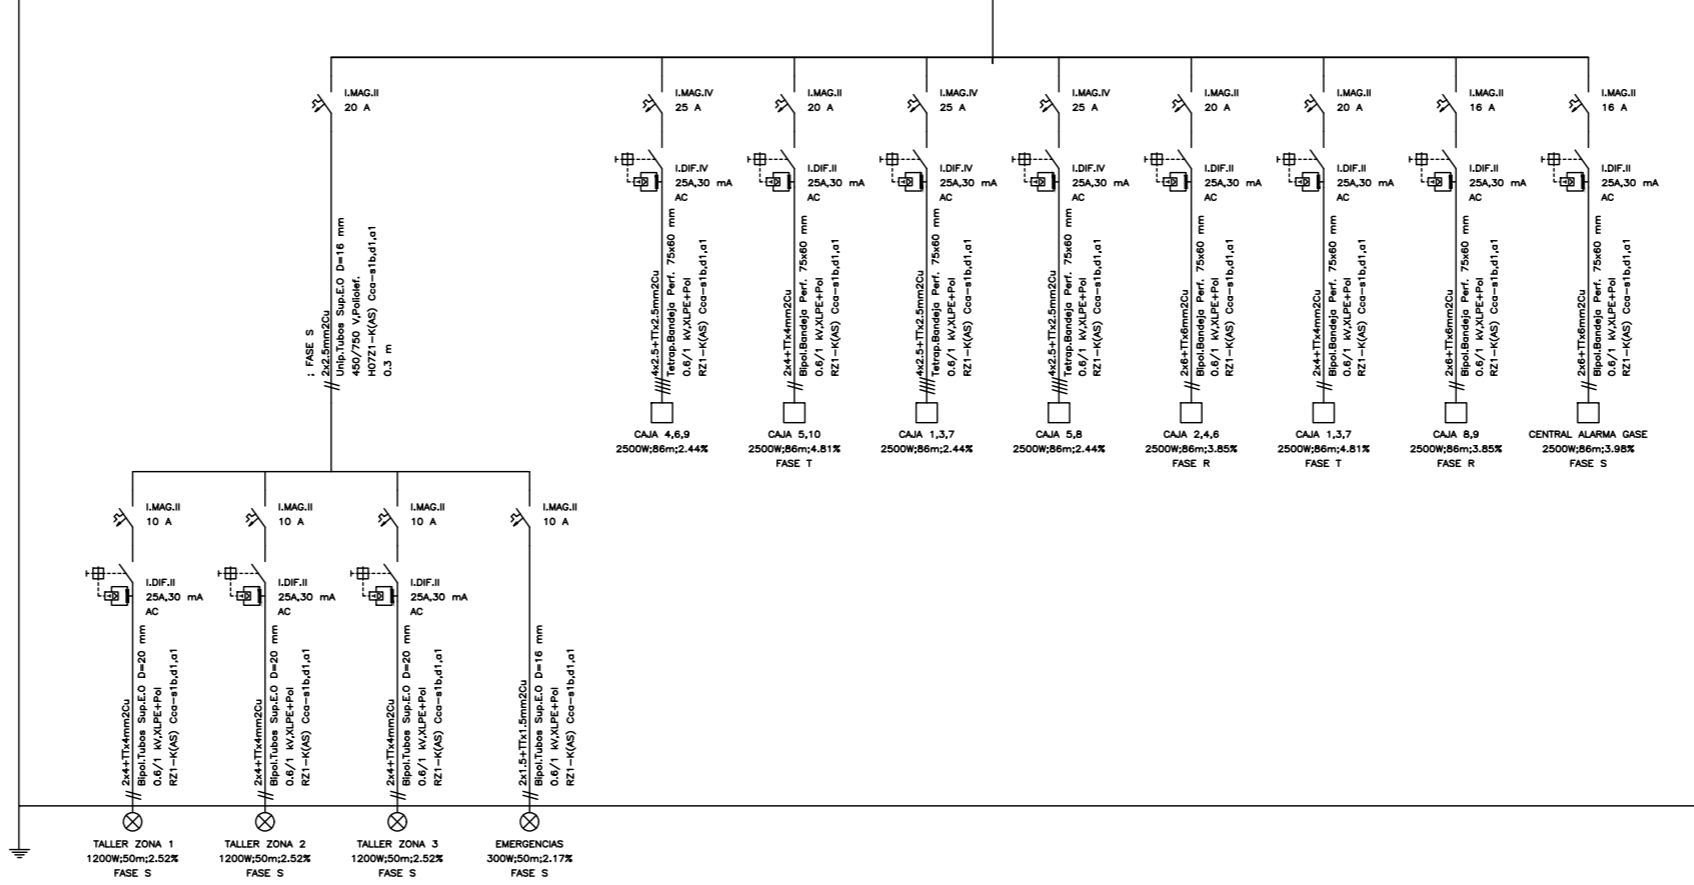 I.MAG.II
20 A
; FASE S
2x2.5mm2Cu
Unip.Tubos Sup.E.O D=16 mm
450/750 V,Poliolef.
H07Z1-K(AS) Cca-s1b,d1,a1
0.3 m
I.MAG.IV
25 A
I.DIF.IV
25A,30 mA
AC
4x2.5+TTx2.5mm2Cu
Tetrap.Bandeja Perf. 75x60 mm
0.6/1 kV,XLPE+Pol
RZ1-K(AS) Cca-s1b,d1,a1
CAJA 4,6,9
2500W;86m;2.44%
I.MAG.II
20 A
I.DIF.II
25A,30 mA
AC
2x4+TTx4mm2Cu
Bipol.Bandeja Perf. 75x60 mm
0.6/1 kV,XLPE+Pol
RZ1-K(AS) Cca-s1b,d1,a1
CAJA 5,10
2500W;86m;4.81%
FASE T
I.MAG.IV
25 A
I.DIF.IV
25A,30 mA
AC
4x2.5+TTx2.5mm2Cu
Tetrap.Bandeja Perf. 75x60 mm
0.6/1 kV,XLPE+Pol
RZ1-K(AS) Cca-s1b,d1,a1
CAJA 1,3,7
2500W;86m;2.44%
I.MAG.IV
25 A
I.DIF.IV
25A,30 mA
AC
4x2.5+TTx2.5mm2Cu
Tetrap.Bandeja Perf. 75x60 mm
0.6/1 kV,XLPE+Pol
RZ1-K(AS) Cca-s1b,d1,a1
CAJA 5,8
2500W;86m;2.44%
I.MAG.II
20 A
I.DIF.II
25A,30 mA
AC
2x6+TTx6mm2Cu
Bipol.Bandeja Perf. 75x60 mm
0.6/1 kV,XLPE+Pol
RZ1-K(AS) Cca-s1b,d1,a1
CAJA 2,4,6
2500W;86m;3.85%
FASE R
I.MAG.II
20 A
I.DIF.II
25A,30 mA
AC
2x4+TTx4mm2Cu
Bipol.Bandeja Perf. 75x60 mm
0.6/1 kV,XLPE+Pol
RZ1-K(AS) Cca-s1b,d1,a1
CAJA 1,3,7
2500W;86m;4.81%
FASE T
I.MAG.II
16 A
I.DIF.II
25A,30 mA
AC
2x6+TTx6mm2Cu
Bipol.Bandeja Perf. 75x60 mm
0.6/1 kV,XLPE+Pol
RZ1-K(AS) Cca-s1b,d1,a1
CAJA 8,9
2500W;86m;3.85%
FASE R
I.MAG.II
16 A
I.DIF.II
25A,30 mA
AC
2x6+TTx6mm2Cu
Bipol.Bandeja Perf. 75x60 mm
0.6/1 kV,XLPE+Pol
RZ1-K(AS) Cca-s1b,d1,a1
CENTRAL ALARMA GASE
2500W;86m;3.98%
FASE S
I.MAG.II
10 A
I.DIF.II
25A,30 mA
AC
2x4+TTx4mm2Cu
Bipol.Tubos Sup.E.O D=20 mm
0.6/1 kV,XLPE+Pol
RZ1-K(AS) Cca-s1b,d1,a1
TALLER ZONA 1
1200W;50m;2.52%
FASE S
I.MAG.II
10 A
I.DIF.II
25A,30 mA
AC
2x4+TTx4mm2Cu
Bipol.Tubos Sup.E.O D=20 mm
0.6/1 kV,XLPE+Pol
RZ1-K(AS) Cca-s1b,d1,a1
TALLER ZONA 2
1200W;50m;2.52%
FASE S
I.MAG.II
10 A
I.DIF.II
25A,30 mA
AC
2x4+TTx4mm2Cu
Bipol.Tubos Sup.E.O D=20 mm
0.6/1 kV,XLPE+Pol
RZ1-K(AS) Cca-s1b,d1,a1
TALLER ZONA 3
1200W;50m;2.52%
FASE S
I.MAG.II
10 A
2x1.5+TTx1.5mm2Cu
Bipol.Tubos Sup.E.O D=16 mm
0.6/1 kV,XLPE+Pol
RZ1-K(AS) Cca-s1b,d1,a1
EMERGENCIAS
300W;50m;2.17%
FASE S